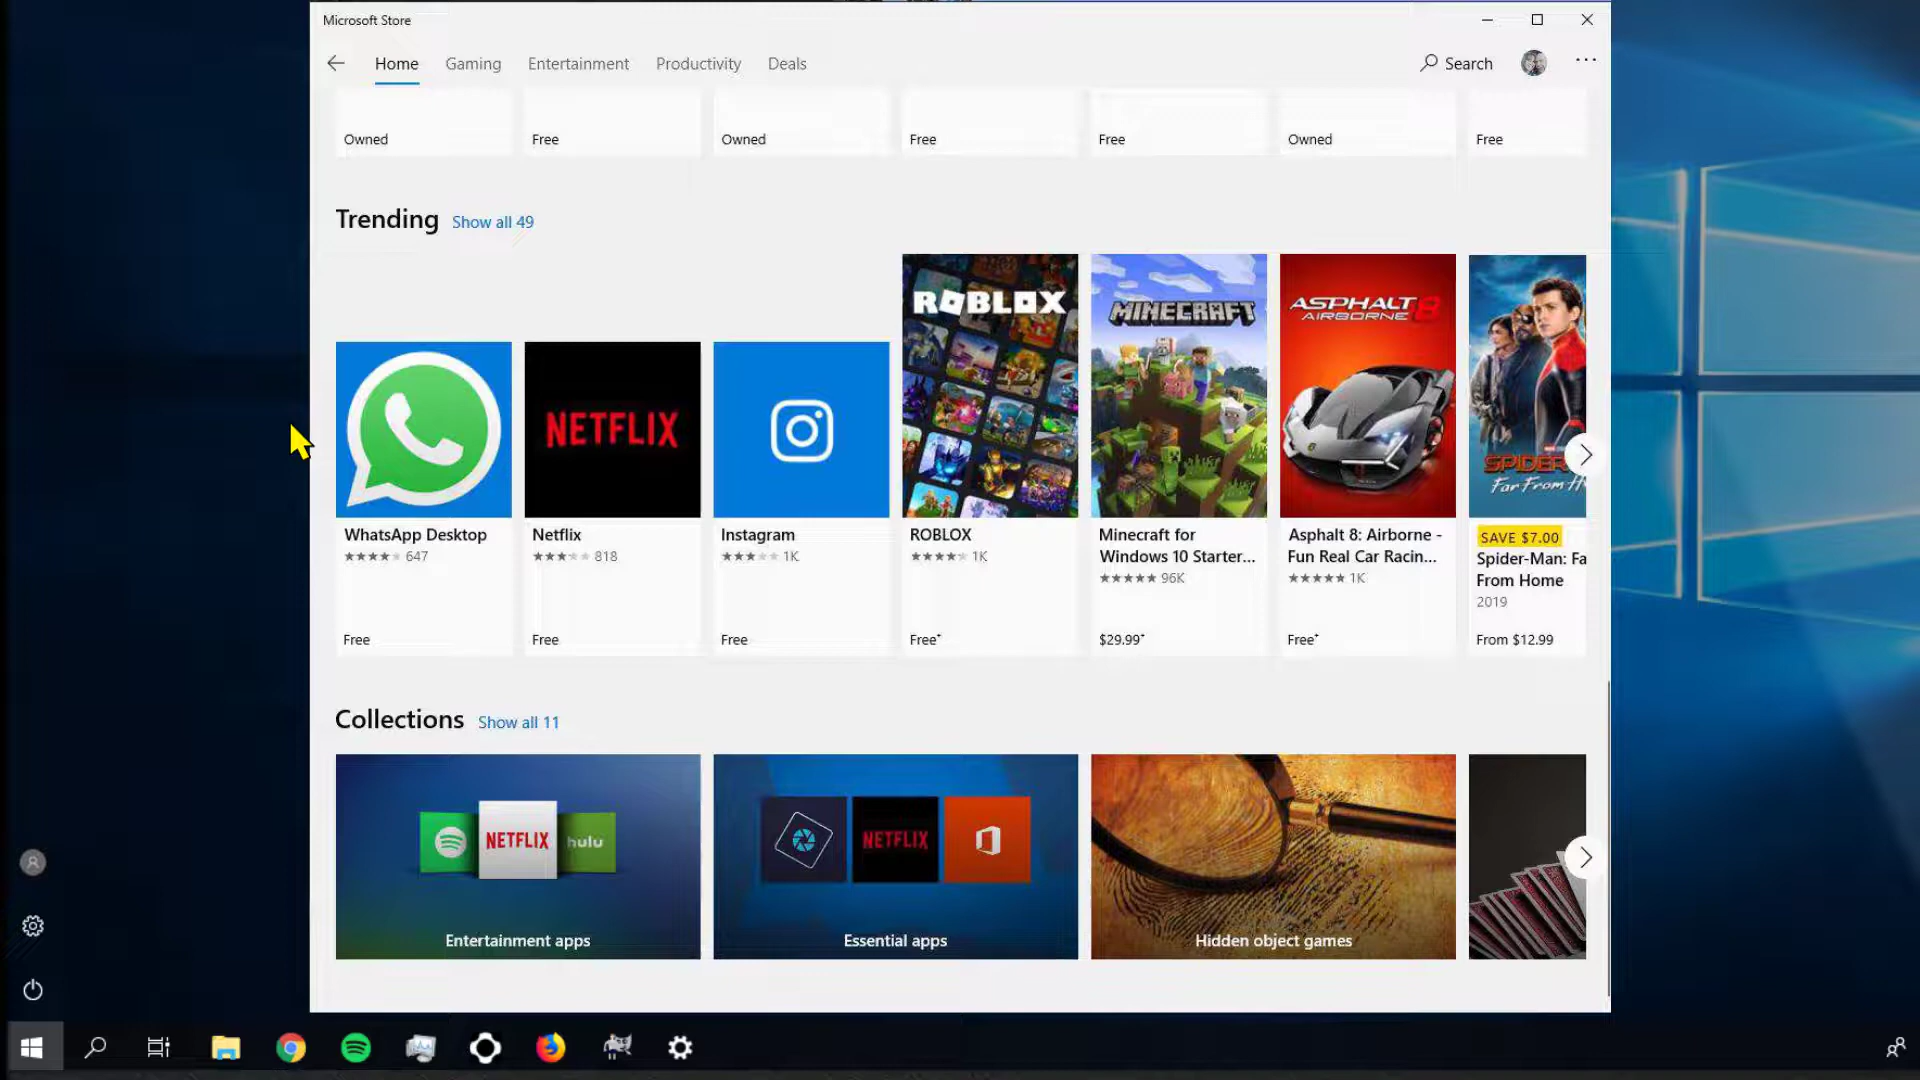 Microsoft Store
Home Gaming Entertainment Productivity Deals Search
Owned Free Owned Free Free Owned Free
Trending Show all 49
ROBLOX
MINECRAFT
ASPHALT 8
AIRBORNE
NETFLIX
SPIDER
Far From H
WhatsApp Desktop
647
Free
Netflix
818
Free
Instagram
1K
Free
ROBLOX
1K
Free+
Minecraft for
Windows 10 Starter...
96K
$29.99+
Asphalt 8: Airborne -
Fun Real Car Racin...
1K
Free+
SAVE $7.00
Spider-Man: Fa
From Home
2019
From $12.99
Collections Show all 11
NETFLIX hulu
Entertainment apps
NETFLIX
Essential apps
Hidden object games